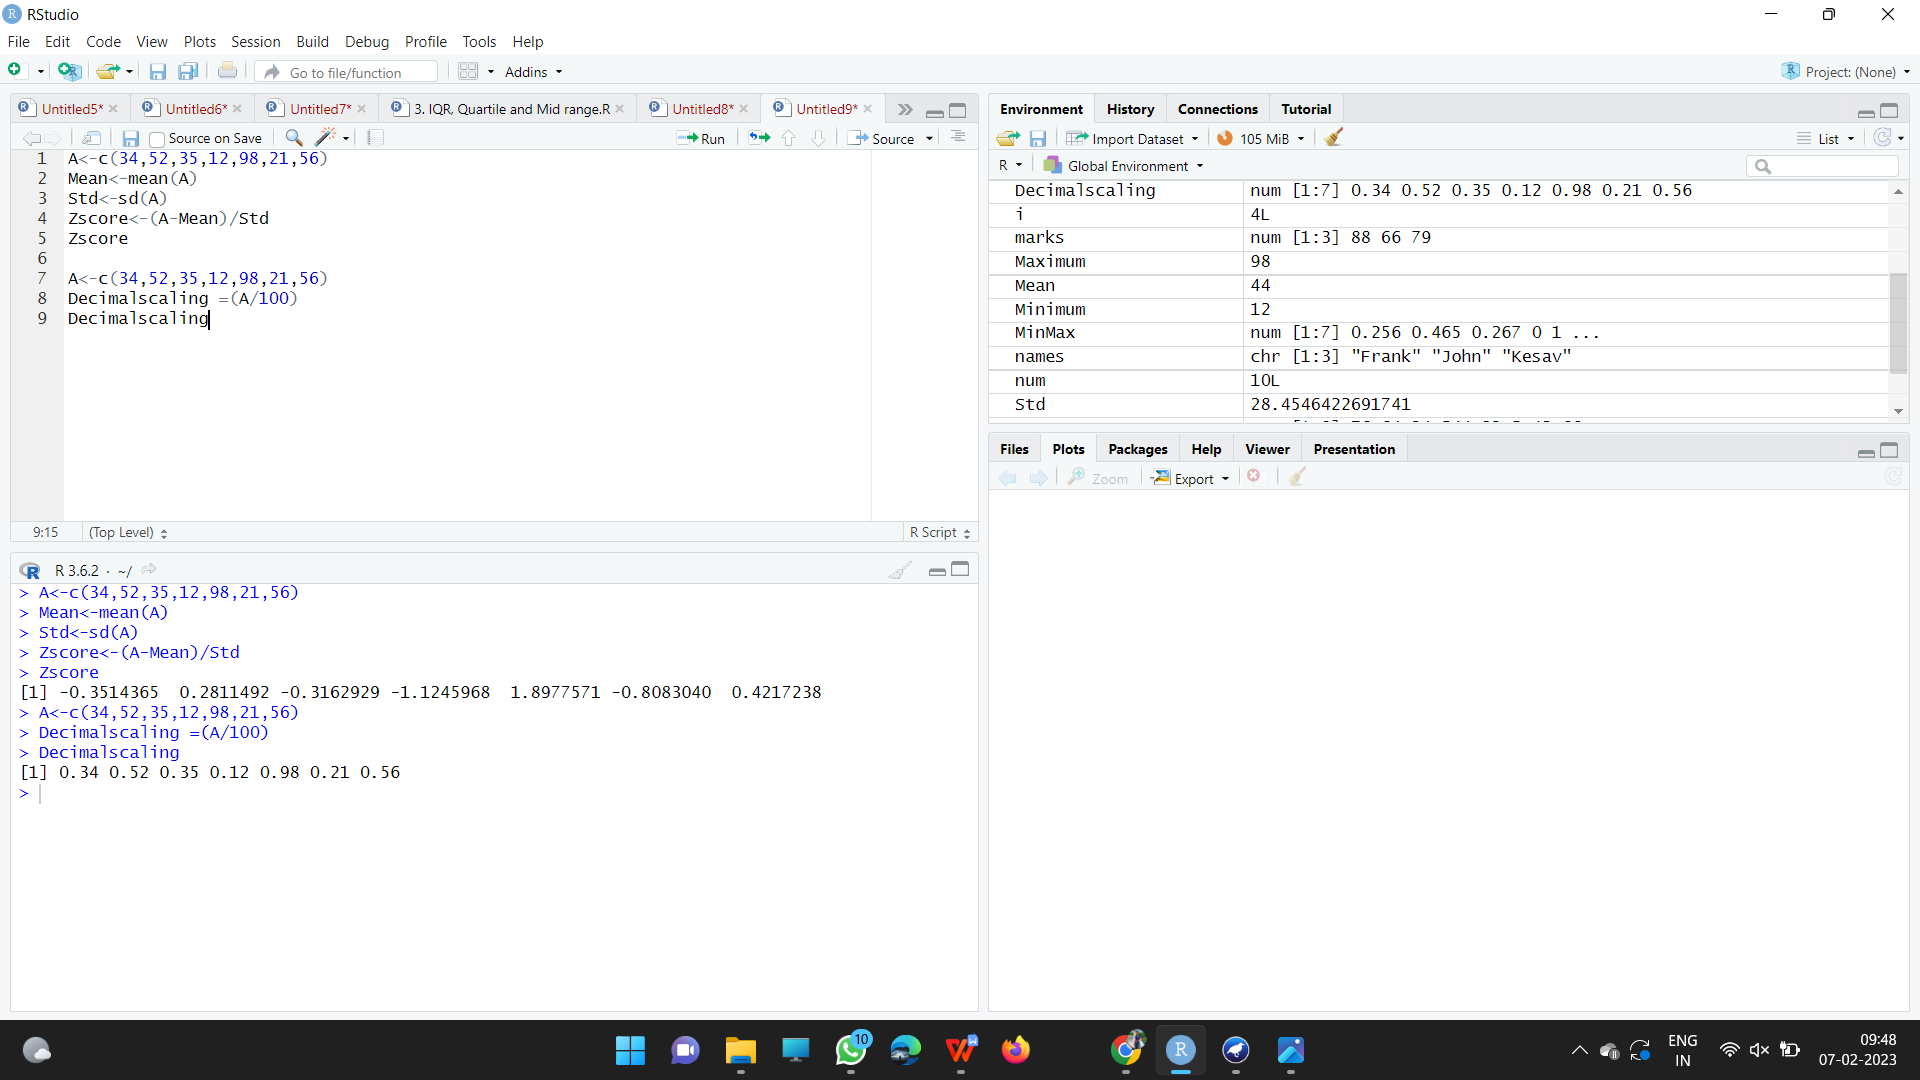 RStudio
File Edit Code View Plots Session Build Debug Profile Tools Help
Go to file/function Addins Project: (None)
Untitled5* Untitled6* Untitled7* 3. IQR, Quartile and Mid range.R Untitled8* Untitled9*
Source on Save Run Source
1 A<-c(34,52,35,12,98,21,56)
2 Mean<-mean(A)
3 Std<-sd(A)
4 Zscore<-(A-Mean)/Std
5 Zscore
6
7 A<-c(34,52,35,12,98,21,56)
8 Decimalscaling =(A/100)
9 Decimalscaling
9:15 (Top Level) R Script
R 3.6.2 · ~/
> A<-c(34,52,35,12,98,21,56)
> Mean<-mean(A)
> Std<-sd(A)
> Zscore<-(A-Mean)/Std
> Zscore
[1] -0.3514365 0.2811492 -0.3162929 -1.1245968 1.8977571 -0.8083040 0.4217238
> A<-c(34,52,35,12,98,21,56)
> Decimalscaling =(A/100)
> Decimalscaling
[1] 0.34 0.52 0.35 0.12 0.98 0.21 0.56
>
Environment History Connections Tutorial
Import Dataset 105 MiB List
R Global Environment
Decimalscaling num [1:7] 0.34 0.52 0.35 0.12 0.98 0.21 0.56
i 4L
marks num [1:3] 88 66 79
Maximum 98
Mean 44
Minimum 12
MinMax num [1:7] 0.256 0.465 0.267 0 1 ...
names chr [1:3] "Frank" "John" "Kesav"
num 10L
Std 28.4546422691741
Files Plots Packages Help Viewer Presentation
Zoom Export
10
ENG
IN
09:48
07-02-2023